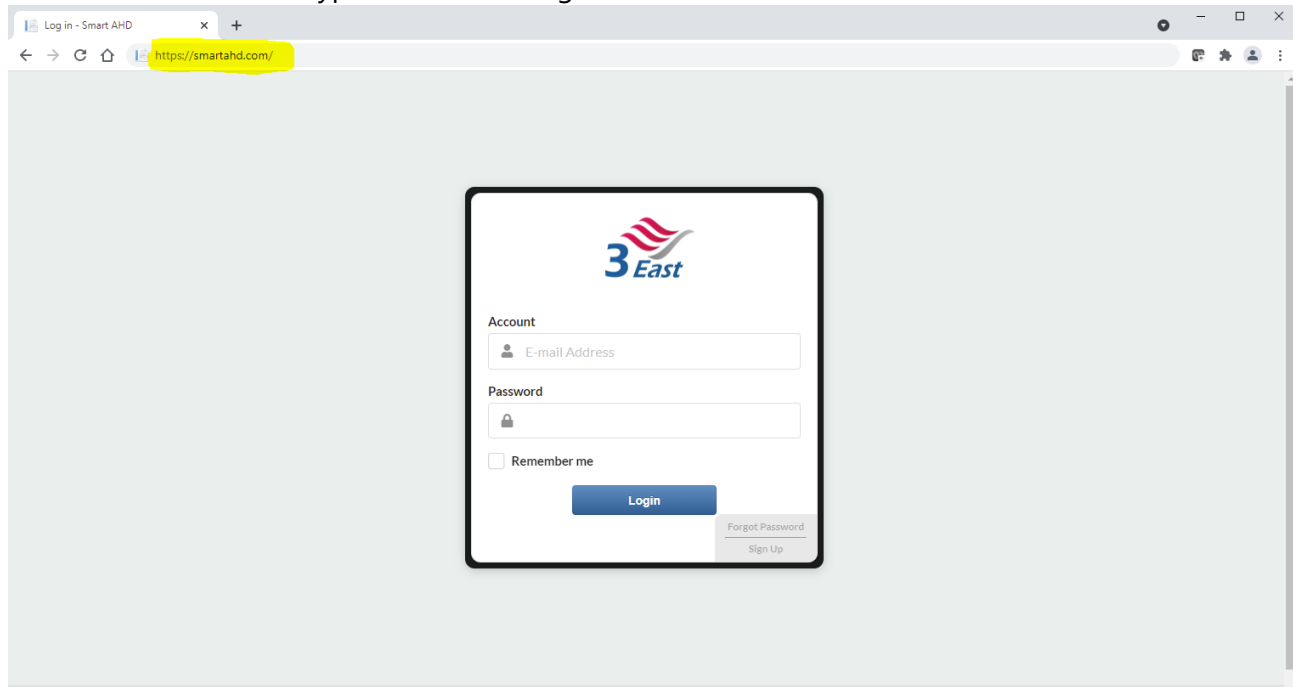 Log in - Smart AHD
https://smartahd.com/
3 East
Account
E-mail Address
Password
Remember me
Login
Forgot Password
Sign Up